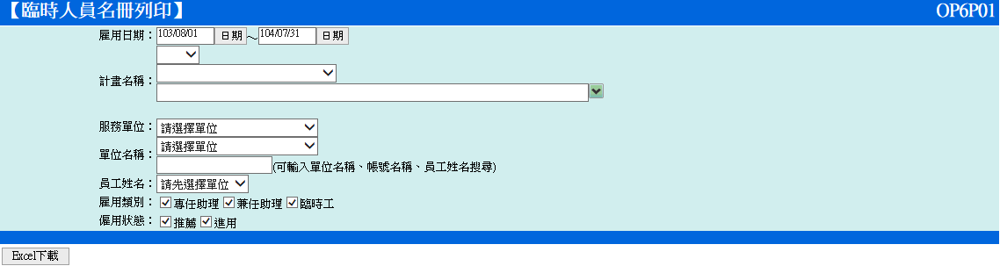 【臨時人員名冊列印】 OP6P01
雇用日期： 103/08/01 日期 ～ 104/07/31 日期
計畫名稱：
服務單位： 請選擇單位
請選擇單位
單位名稱：
(可輸入單位名稱、帳號名稱、員工姓名搜尋)
員工姓名： 請先選擇單位
雇用類別： 專任助理 兼任助理 臨時工
僱用狀態： 推薦 進用
Excel下載